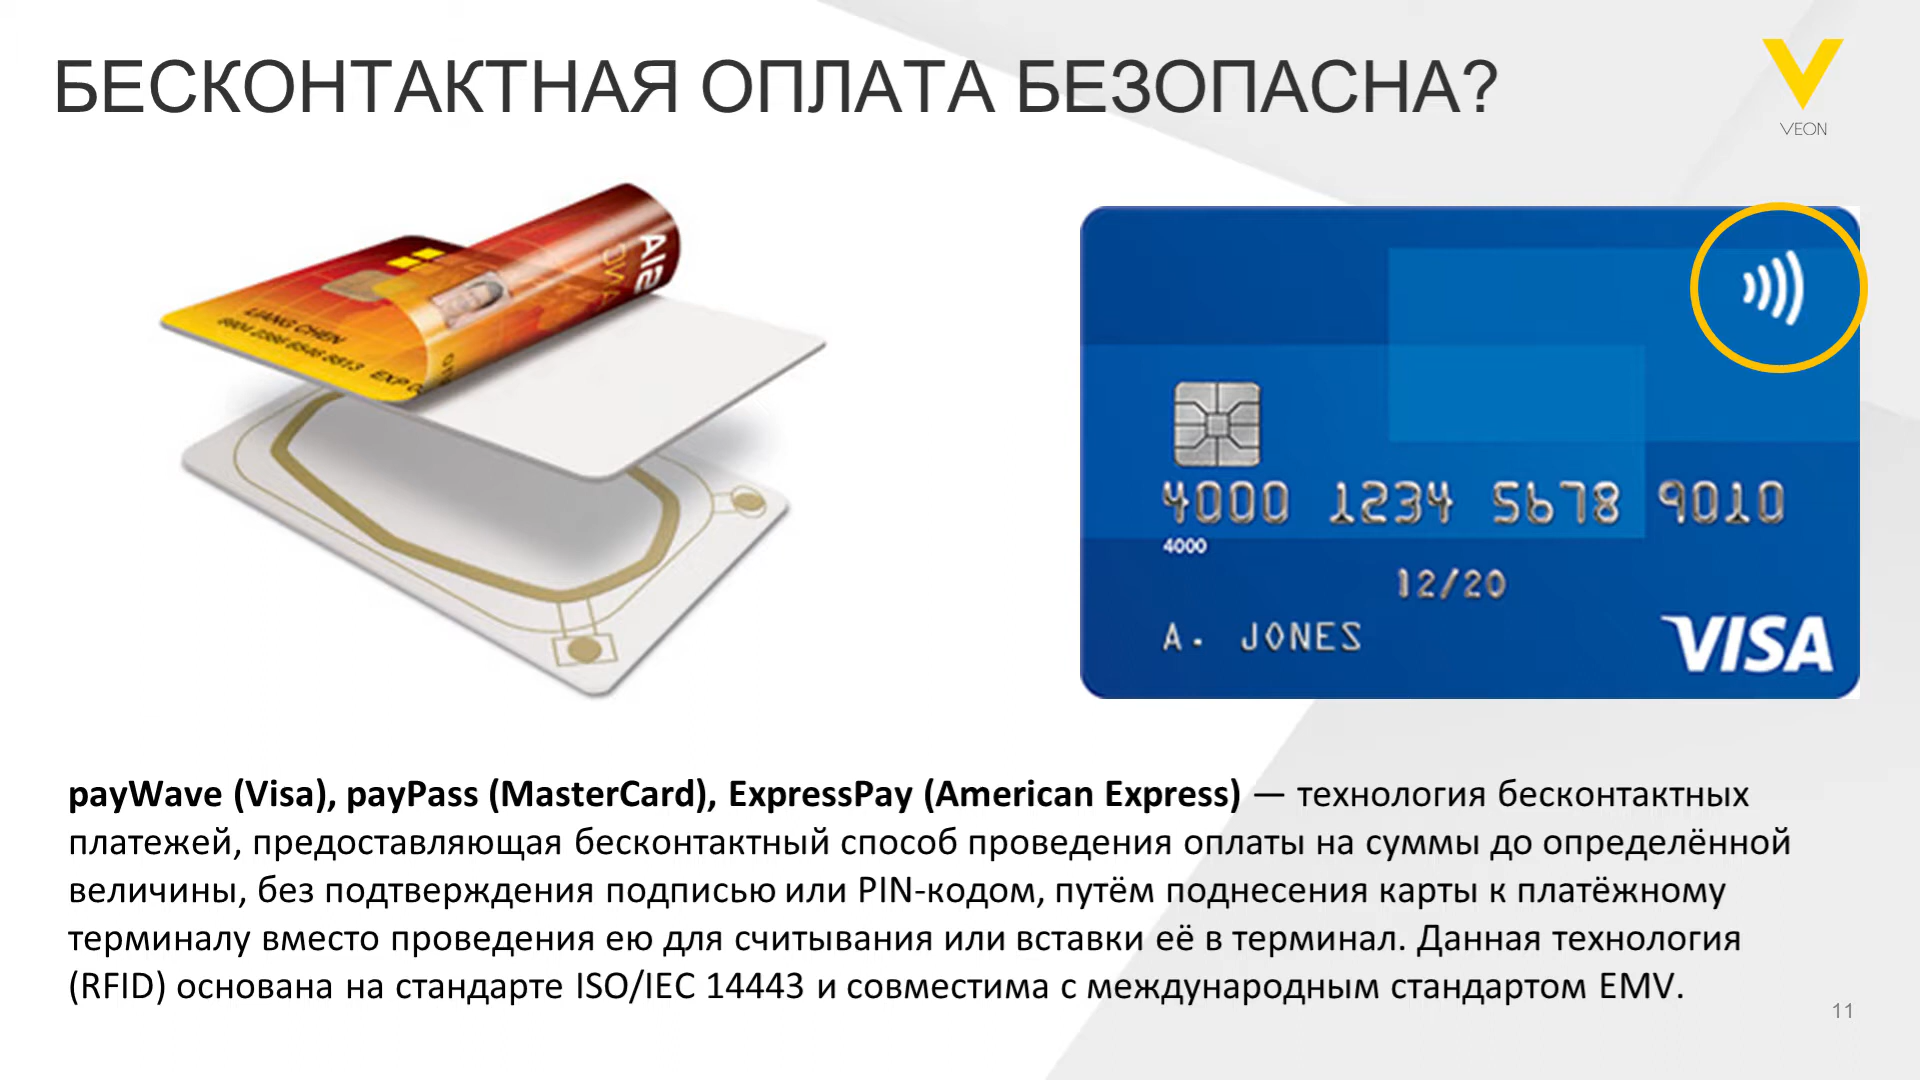 БЕСКОНТАКТНАЯ ОПЛАТА БЕЗОПАСНА?
VEON
LIANG CHEN
EXP
4000 1234 5678 9010
4000
12/20
A. JONES
VISA
payWave (Visa), payPass (MasterCard), ExpressPay (American Express) — технология бесконтактных
платежей, предоставляющая бесконтактный способ проведения оплаты на суммы до определённой
величины, без подтверждения подписью или PIN-кодом, путём поднесения карты к платёжному
терминалу вместо проведения ею для считывания или вставки её в терминал. Данная технология
(RFID) основана на стандарте ISO/IEC 14443 и совместима с международным стандартом EMV.
11